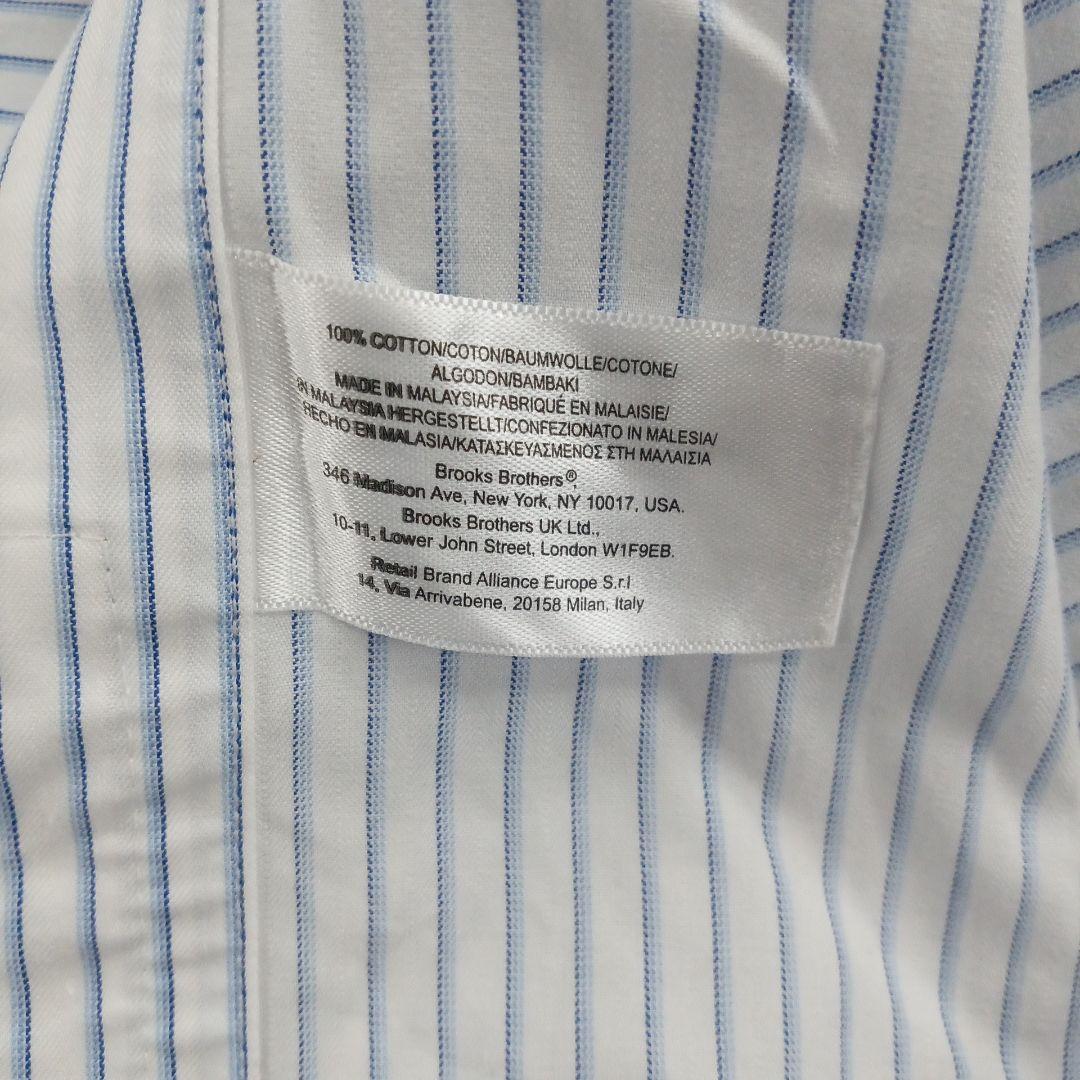 100% COTTON/COTON/BAUMWOLLE/COTONE/
ALGODON/BAMBAKI
MADE IN MALAYSIA/FABRIQUÉ EN MALAISIE/
IN MALAYSIA HERGESTELLT/CONFEZIONATO IN MALESIA/
HECHO EN MALASIA/ΚΑΤΑΣΚΕΥΑΣΜΕΝΟΣ ΣΤΗ ΜΑΛΑΙΣΙΑ
Brooks Brothers®,
346 Madison Ave, New York, NY 10017, USA.
Brooks Brothers UK Ltd.,
10-11, Lower John Street, London W1F9EB.
Retail Brand Alliance Europe S.r.l
14, Via Arrivabene, 20158 Milan, Italy